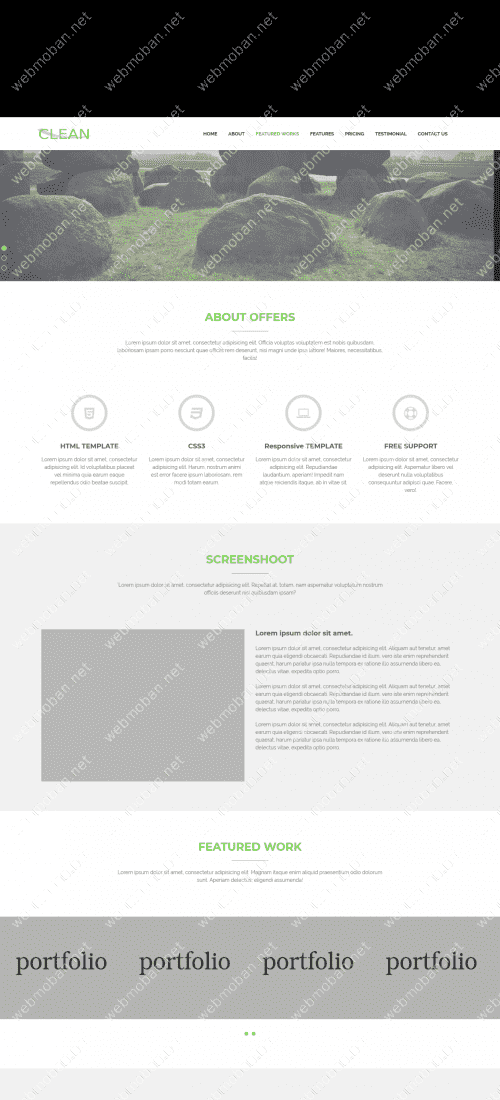 CLEAN
HOME ABOUT FEATURED WORKS FEATURES PRICING TESTIMONIAL CONTACT US
ABOUT OFFERS
Lorem ipsum dolor sit amet, consectetur adipisicing elit. Officia voluptas voluptatem est nobis quibusdam,
laboriosam ipsam porro nesciunt quae officiis rem deserunt, nisi magni unde ipsa ultiore! Maiores, necessitatibus,
facilis!
HTML TEMPLATE CSS3 Responsive TEMPLATE FREE SUPPORT
Lorem ipsum dolor sit amet, consectetur
adipisicing elit. Id voluptatibus placeat
vel minima quia earum eaque
repellendus odio beatae suscipit.
Lorem ipsum dolor sit amet, consectetur
adipisicing elit. Harum, nostrum animi
est error facere ipsum laboriosam, rem
modi totam earum.
Lorem ipsum dolor sit amet, consectetur
adipisicing elit. Repudiandae
laudantium, aperiam! Impedit nam
atque reiciendis itaque, ab in vitae sit.
Lorem ipsum dolor sit amet, consectetur
adipisicing elit. Aspernatur libero vel
deserunt nulla voluptatibus
consequuntur adipisci quae. Facere,
vero!
SCREENSHOOT
Lorem ipsum dolor sit amet, consectetur adipisicing elit. Repellat at, totam, nam aspernatur voluptatum nostrum
officiis deserunt nisi quibusdam ipsam?
Lorem ipsum dolor sit amet.
Lorem ipsum dolor sit amet, consectetur adipisicing elit. Aliquam aut tenetur, amet
earum quia eligendi obcaecati. Repudiandae id illum, vero iste enim reprehenderit
quaerat, harum pariatur ipsa nulla tempora ex ratione illo assumenda libero ea,
delectus vitae, expedita optio porro.
Lorem ipsum dolor sit amet, consectetur adipisicing elit. Aliquam aut tenetur, amet
earum quia eligendi obcaecati. Repudiandae id illum, vero iste enim reprehenderit
quaerat, harum pariatur ipsa nulla tempora ex ratione illo assumenda libero ea,
delectus vitae, expedita optio porro.
Lorem ipsum dolor sit amet, consectetur adipisicing elit. Aliquam aut tenetur, amet
earum quia eligendi obcaecati. Repudiandae id illum, vero iste enim reprehenderit
quaerat, harum pariatur ipsa nulla tempora ex ratione illo assumenda libero ea,
delectus vitae, expedita optio porro.
FEATURED WORK
Lorem ipsum dolor sit amet, consectetur adipisicing elit. Magnam itaque enim aliquid praesentium odio dolorum
sunt. Aperiam delectus eligendi assumenda!
portfolio portfolio portfolio portfolio
webmoban.net